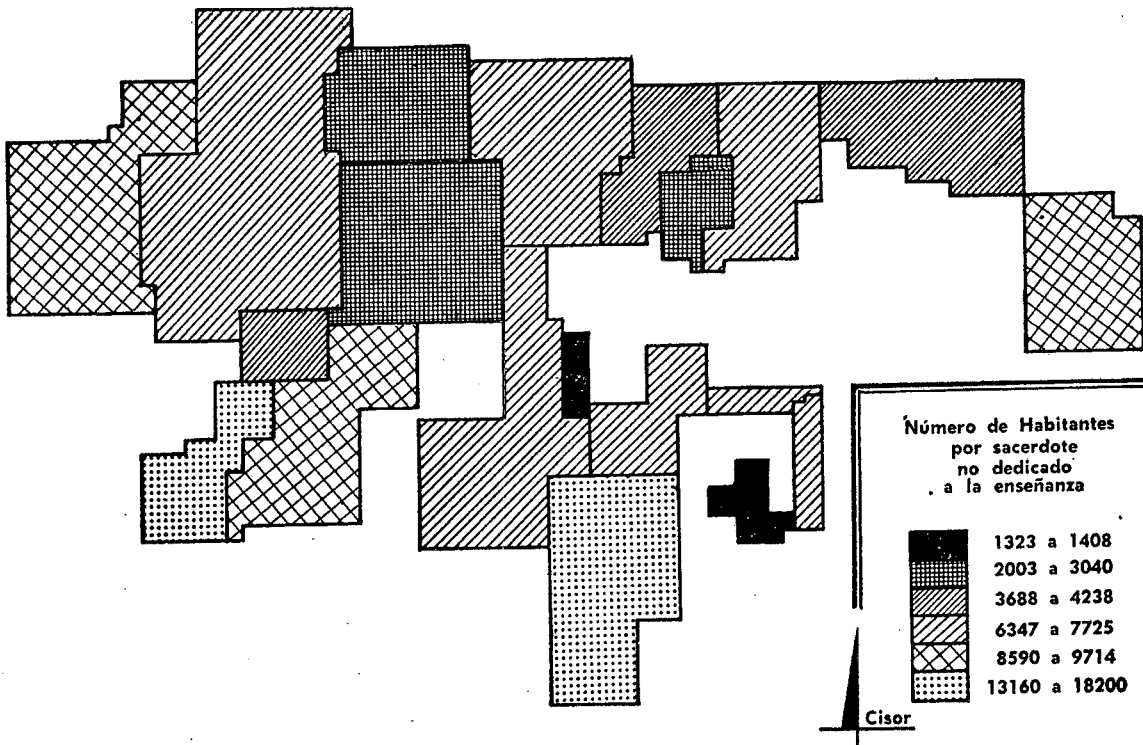 Número de Habitantes
por sacerdote
no dedicado
a la enseñanza
1323 a 1408
2003 a 3040
3688 a 4238
6347 a 7725
8590 a 9714
13160 a 18200
Cisor